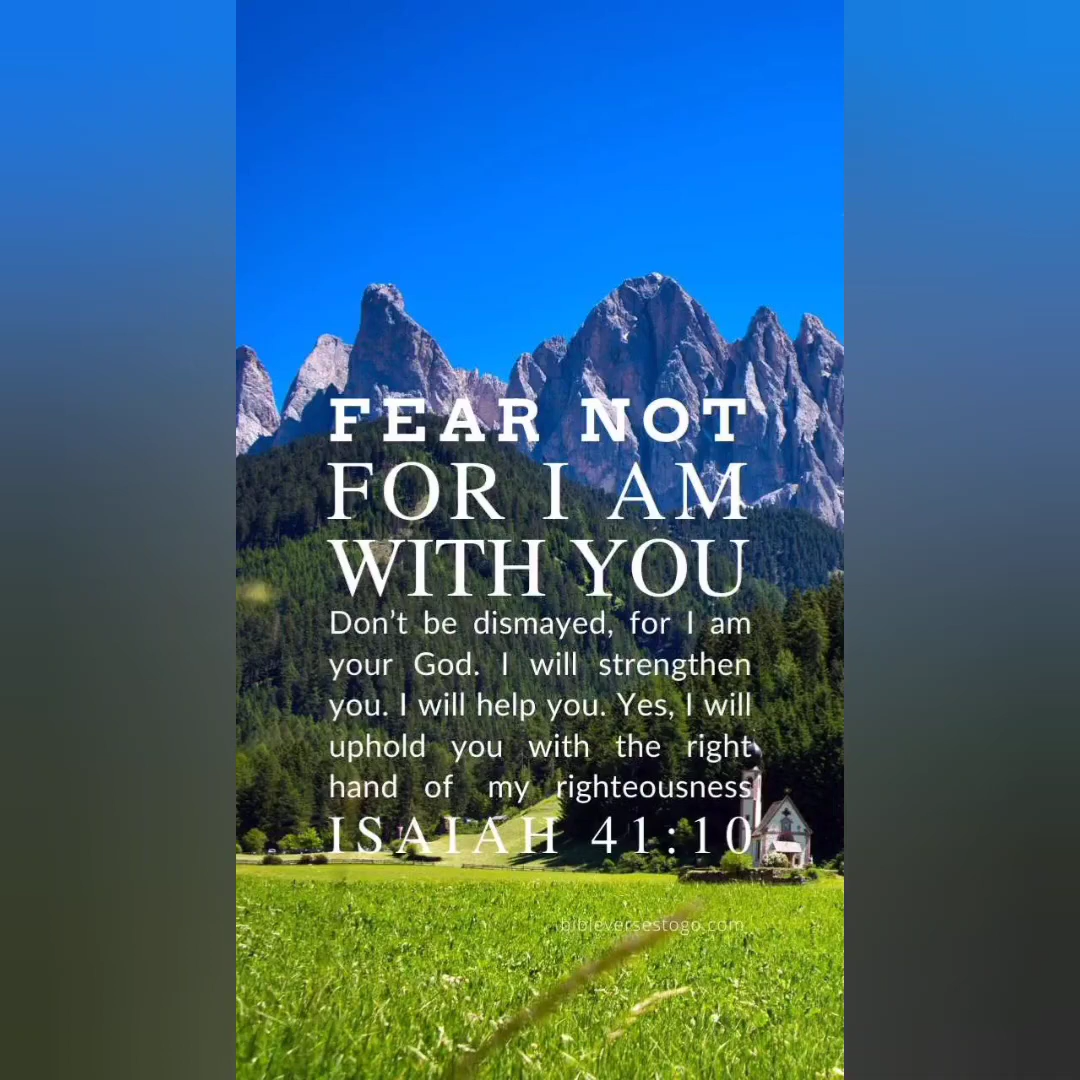 FEAR NOT
FOR I AM
WITH YOU
Don't be dismayed, for I am
your God. I will strengthen
you. I will help you. Yes, I will
uphold you with the right
hand of my righteousness
ISAIAH 41:10
bibleversestogo.com